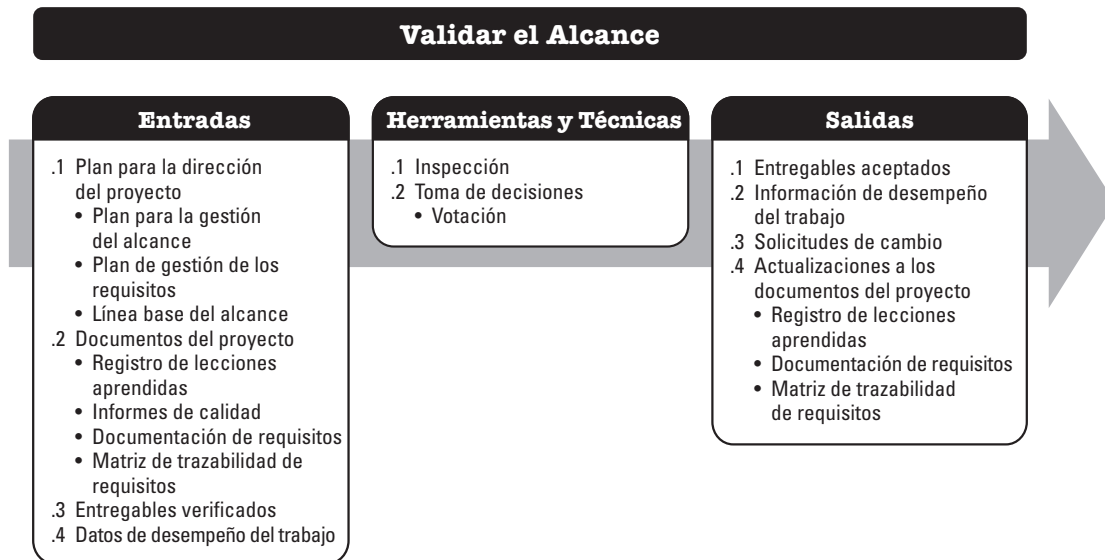 Validar el Alcance
Entradas
.1 Plan para la dirección
del proyecto
• Plan para la gestión
del alcance
• Plan de gestión de los
requisitos
• Línea base del alcance
.2 Documentos del proyecto
• Registro de lecciones
aprendidas
• Informes de calidad
• Documentación de requisitos
• Matriz de trazabilidad de
requisitos
.3 Entregables verificados
.4 Datos de desempeño del trabajo
Herramientas y Técnicas
.1 Inspección
.2 Toma de decisiones
• Votación
Salidas
.1 Entregables aceptados
.2 Información de desempeño
del trabajo
.3 Solicitudes de cambio
.4 Actualizaciones a los
documentos del proyecto
• Registro de lecciones
aprendidas
• Documentación de requisitos
• Matriz de trazabilidad
de requisitos